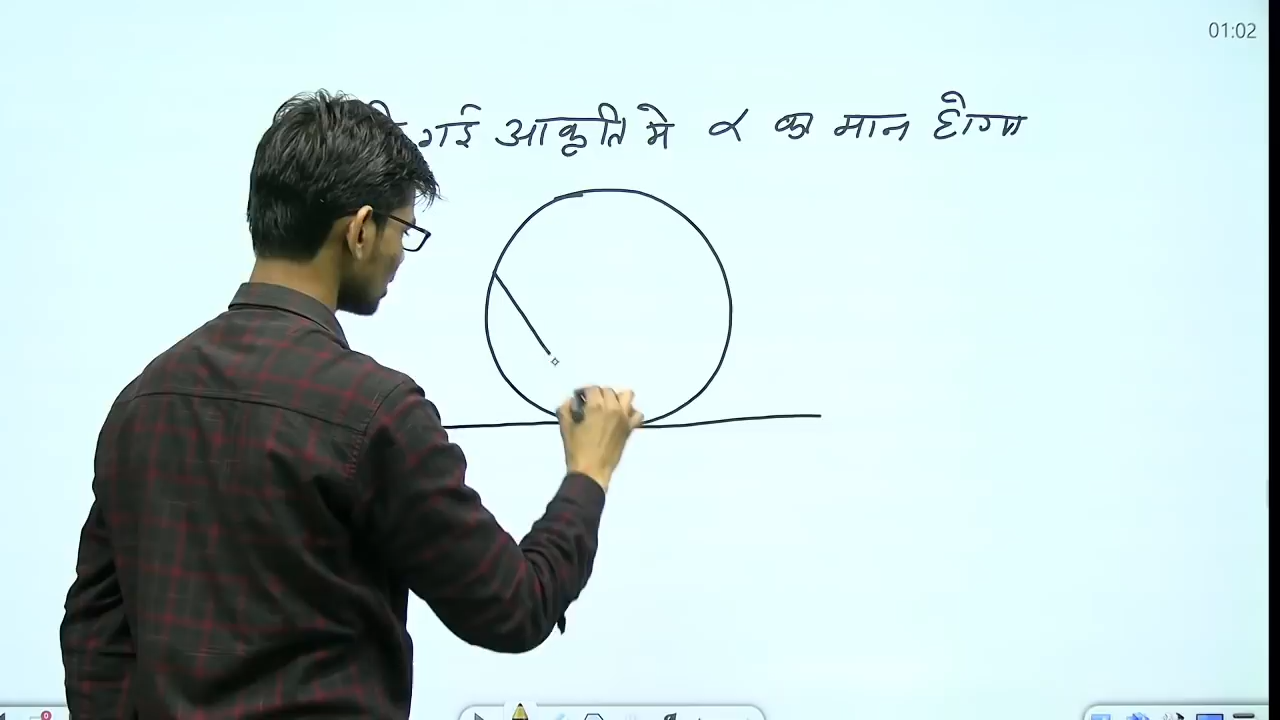 01:02
गई आकृति मे α का मान होगा